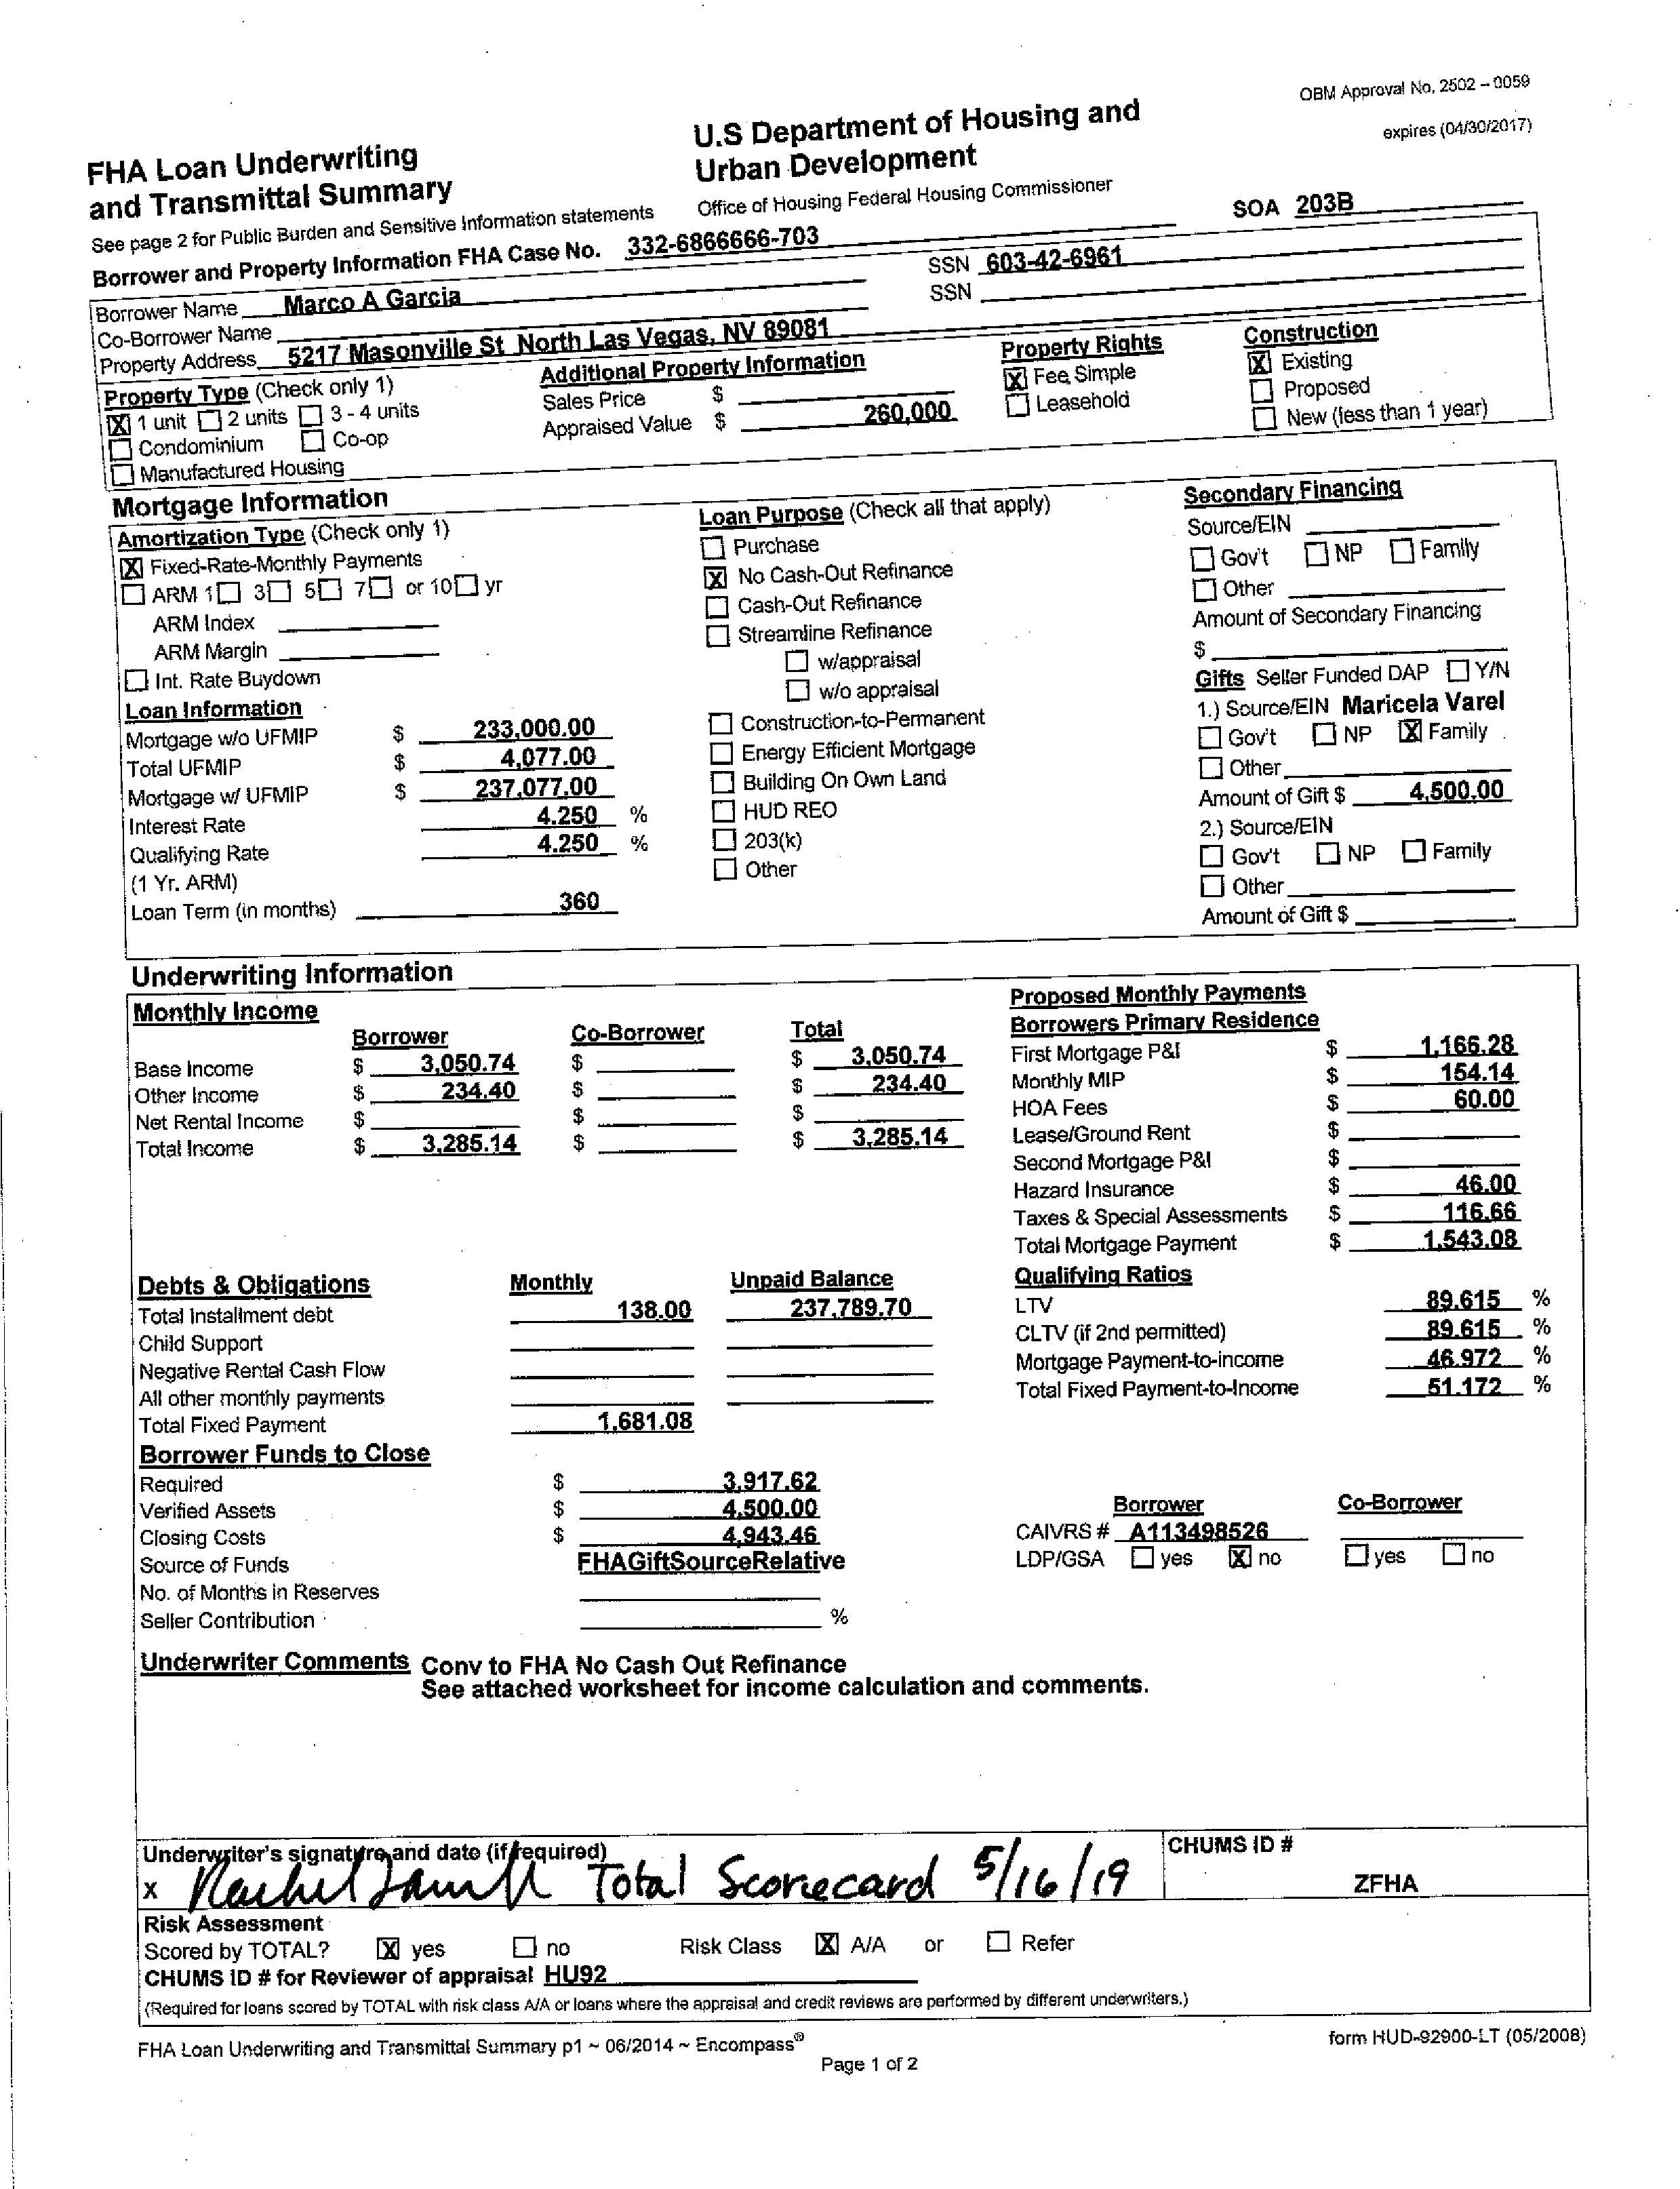 OBM Approval No. 2502 – 0059
expires (04/30/2017)
FHA Loan Underwriting
and Transmittal Summary
See page 2 for Public Burden and Sensitive Information statements
U.S Department of Housing and
Urban Development
Office of Housing Federal Housing Commissioner
SOA 203B
Borrower and Property Information FHA Case No. 332-6866666-703
Borrower Name Marco A Garcia SSN 603-42-6961
Co-Borrower Name SSN
Property Address 5217 Masonville St North Las Vegas, NV 89081
Property Type (Check only 1)
[X] 1 unit [ ] 2 units [ ] 3 - 4 units
[ ] Condominium [ ] Co-op
[ ] Manufactured Housing
Additional Property Information
Sales Price $
Appraised Value $ 260,000
Property Rights
[X] Fee Simple
[ ] Leasehold
Construction
[X] Existing
[ ] Proposed
[ ] New (less than 1 year)
Mortgage Information
Amortization Type (Check only 1)
[X] Fixed-Rate-Monthly Payments
[ ] ARM 1[ ] 3[ ] 5[ ] 7[ ] or 10[ ] yr
ARM Index
ARM Margin
[ ] Int. Rate Buydown
Loan Information
Mortgage w/o UFMIP $ 233,000.00
Total UFMIP $ 4,077.00
Mortgage w/ UFMIP $ 237,077.00
Interest Rate 4.250 %
Qualifying Rate 4.250 %
(1 Yr. ARM)
Loan Term (in months) 360
Loan Purpose (Check all that apply)
[ ] Purchase
[X] No Cash-Out Refinance
[ ] Cash-Out Refinance
[ ] Streamline Refinance
[ ] w/appraisal
[ ] w/o appraisal
[ ] Construction-to-Permanent
[ ] Energy Efficient Mortgage
[ ] Building On Own Land
[ ] HUD REO
[ ] 203(k)
[ ] Other
Secondary Financing
Source/EIN
[ ] Gov't [ ] NP [ ] Family
[ ] Other
Amount of Secondary Financing
$
Gifts Seller Funded DAP [ ] Y/N
1.) Source/EIN Maricela Varel
[ ] Gov't [ ] NP [X] Family
[ ] Other
Amount of Gift $ 4,500.00
2.) Source/EIN
[ ] Gov't [ ] NP [ ] Family
[ ] Other
Amount of Gift $
Underwriting Information
Monthly Income
Borrower Co-Borrower Total
Base Income $ 3,050.74 $ $ 3,050.74
Other Income $ 234.40 $ $ 234.40
Net Rental Income $ $ $
Total Income $ 3,285.14 $ $ 3,285.14
Proposed Monthly Payments
Borrowers Primary Residence
First Mortgage P&I $ 1,166.28
Monthly MIP $ 154.14
HOA Fees $ 60.00
Lease/Ground Rent $
Second Mortgage P&I $
Hazard Insurance $ 46.00
Taxes & Special Assessments $ 116.66
Total Mortgage Payment $ 1,543.08
Debts & Obligations Monthly Unpaid Balance
Total Installment debt 138.00 237,789.70
Child Support
Negative Rental Cash Flow
All other monthly payments
Total Fixed Payment 1,681.08
Qualifying Ratios
LTV 89.615 %
CLTV (if 2nd permitted) 89.615 %
Mortgage Payment-to-income 46.972 %
Total Fixed Payment-to-Income 51.172 %
Borrower Funds to Close
Required $ 3,917.62
Verified Assets $ 4,500.00
Closing Costs $ 4,943.46
Source of Funds FHAGiftSourceRelative
No. of Months in Reserves
Seller Contribution %
Borrower Co-Borrower
CAIVRS # A113498526
LDP/GSA [ ] yes [X] no [ ] yes [ ] no
Underwriter Comments Conv to FHA No Cash Out Refinance
See attached worksheet for income calculation and comments.
Underwriter's signature and date (if required)
x Total Scorecard 5/16/19
CHUMS ID #
ZFHA
Risk Assessment
Scored by TOTAL? [X] yes [ ] no Risk Class [X] A/A or [ ] Refer
CHUMS ID # for Reviewer of appraisal HU92
(Required for loans scored by TOTAL with risk class A/A or loans where the appraisal and credit reviews are performed by different underwriters.)
FHA Loan Underwriting and Transmittal Summary p1 ~ 06/2014 ~ Encompass®
form HUD-92900-LT (05/2008)
Page 1 of 2